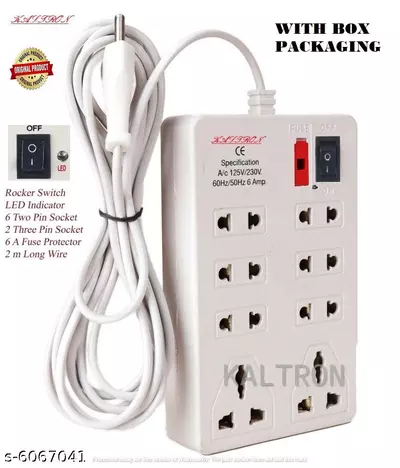 KALTRON
WITH BOX
PACKAGING
ORIGINAL PRODUCT
OFF
LED
Rocker Switch
LED Indicator
6 Two Pin Socket
2 Three Pin Socket
6 A Fuse Protector
2 m Long Wire
KALTRON
CE
Specification
A/c 125V/230V.
60Hz/50Hz 6 Amp.
FUSE
OFF
KALTRON
s-6067041